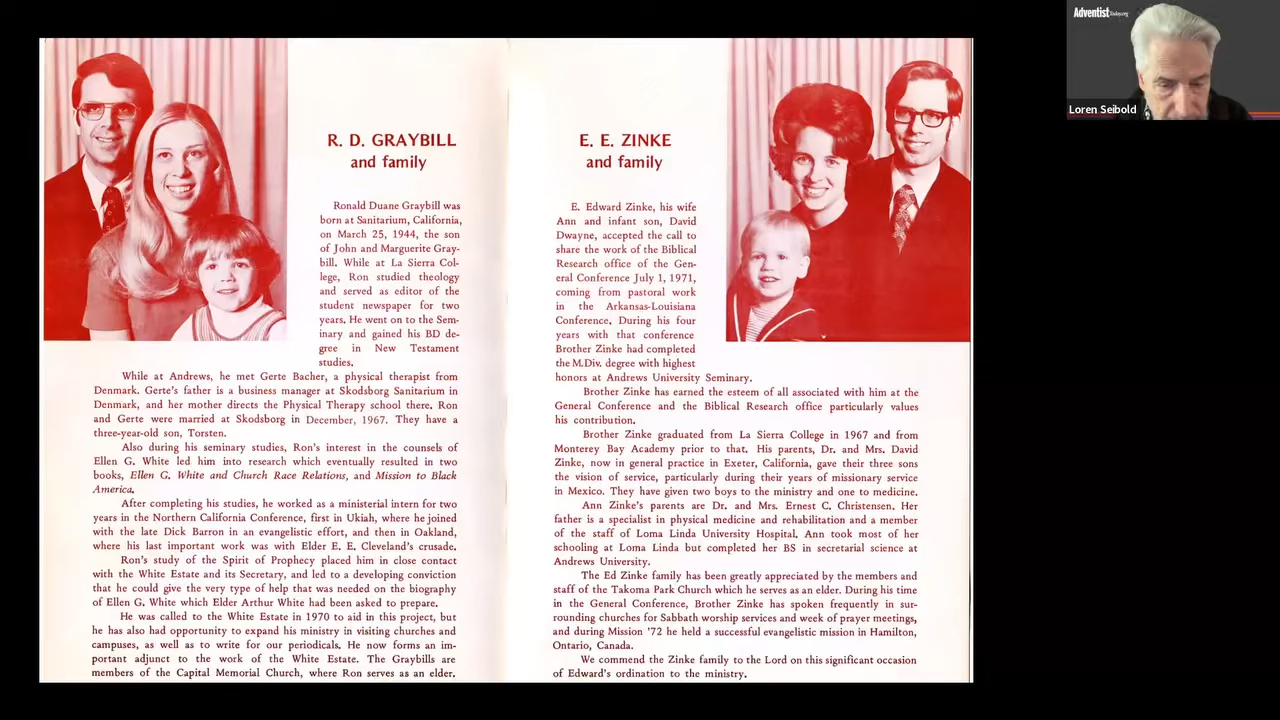 R. D. GRAYBILL
and family
Ronald Duane Graybill was
born at Sanitarium, California,
on March 25, 1944, the son
of John and Marguerite Gray-
bill. While at La Sierra Col-
lege, Ron studied theology
and served as editor of the
student newspaper for two
years. He went on to the Sem-
inary and gained his BD de-
gree in New Testament
studies.
While at Andrews, he met Gerte Bacher, a physical therapist from
Denmark. Gerte's father is a business manager at Skodsborg Sanitarium in
Denmark, and her mother directs the Physical Therapy school there. Ron
and Gerte were married at Skodsborg in December, 1967. They have a
three-year-old son, Torsten.
Also during his seminary studies, Ron's interest in the counsels of
Ellen G. White led him into research which eventually resulted in two
books, Ellen G. White and Church Race Relations, and Mission to Black
America.
After completing his studies, he worked as a ministerial intern for two
years in the Northern California Conference, first in Ukiah, where he joined
with the late Dick Barron in an evangelistic effort, and then in Oakland,
where his last important work was with Elder E. E. Cleveland's crusade.
Ron's study of the Spirit of Prophecy placed him in close contact
with the White Estate and its Secretary, and led to a developing conviction
that he could give the very type of help that was needed on the biography
of Ellen G. White which Elder Arthur White had been asked to prepare.
He was called to the White Estate in 1970 to aid in this project, but
he has also had opportunity to expand his ministry in visiting churches and
campuses, as well as to write for our periodicals. He now forms an im-
portant adjunct to the work of the White Estate. The Graybills are
members of the Capital Memorial Church, where Ron serves as an elder.
E. E. ZINKE
and family
E. Edward Zinke, his wife
Ann and infant son, David
Dwayne, accepted the call to
share the work of the Biblical
Research office of the Gen-
eral Conference July 1, 1971,
coming from pastoral work
in the Arkansas-Louisiana
Conference. During his four
years with that conference
Brother Zinke had completed
the M.Div. degree with highest
honors at Andrews University Seminary.
Brother Zinke has earned the esteem of all associated with him at the
General Conference and the Biblical Research office particularly values
his contribution.
Brother Zinke graduated from La Sierra College in 1967 and from
Monterey Bay Academy prior to that. His parents, Dr. and Mrs. David
Zinke, now in general practice in Exeter, California, gave their three sons
the vision of service, particularly during their years of missionary service
in Mexico. They have given two boys to the ministry and one to medicine.
Ann Zinke's parents are Dr. and Mrs. Ernest C. Christensen. Her
father is a specialist in physical medicine and rehabilitation and a member
of the staff of Loma Linda University Hospital. Ann took most of her
schooling at Loma Linda but completed her BS in secretarial science at
Andrews University.
The Ed Zinke family has been greatly appreciated by the members and
staff of the Takoma Park Church which he serves as an elder. During his time
in the General Conference, Brother Zinke has spoken frequently in sur-
rounding churches for Sabbath worship services and week of prayer meetings,
and during Mission '72 he held a successful evangelistic mission in Hamilton,
Ontario, Canada.
We commend the Zinke family to the Lord on this significant occasion
of Edward's ordination to the ministry.
AdventistToday.org
Loren Seibold